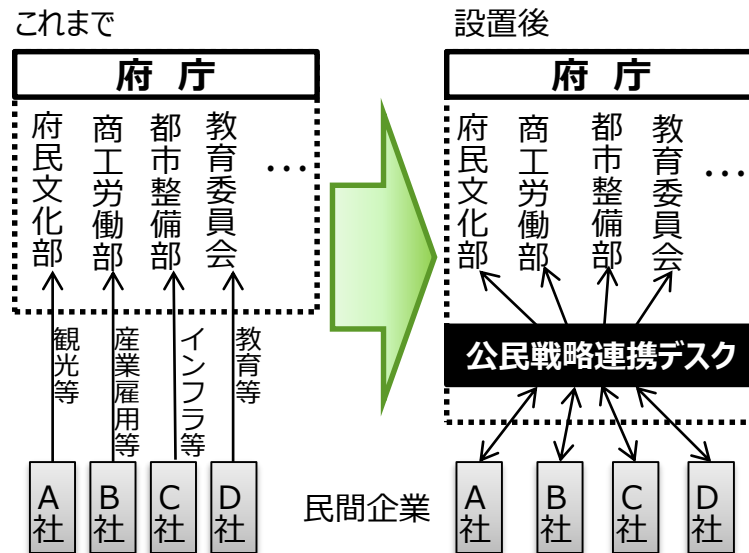 これまで
府 庁
府民文化部
商工労働部
都市整備部
教育委員会
…
観光等
産業雇用等
インフラ等
教育等
A社
B社
C社
D社
民間企業
設置後
府 庁
府民文化部
商工労働部
都市整備部
教育委員会
…
公民戦略連携デスク
A社
B社
C社
D社